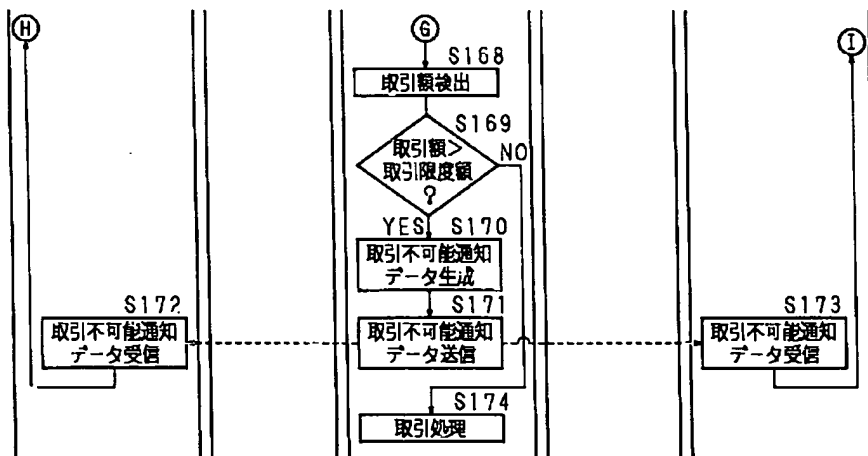 H
G
I
S168
取引額検出
S169
取引額>
取引限度額
?
NO
YES
S170
取引不可能通知
データ生成
S172
取引不可能通知
データ受信
S171
取引不可能通知
データ送信
S173
取引不可能通知
データ受信
S174
取引処理